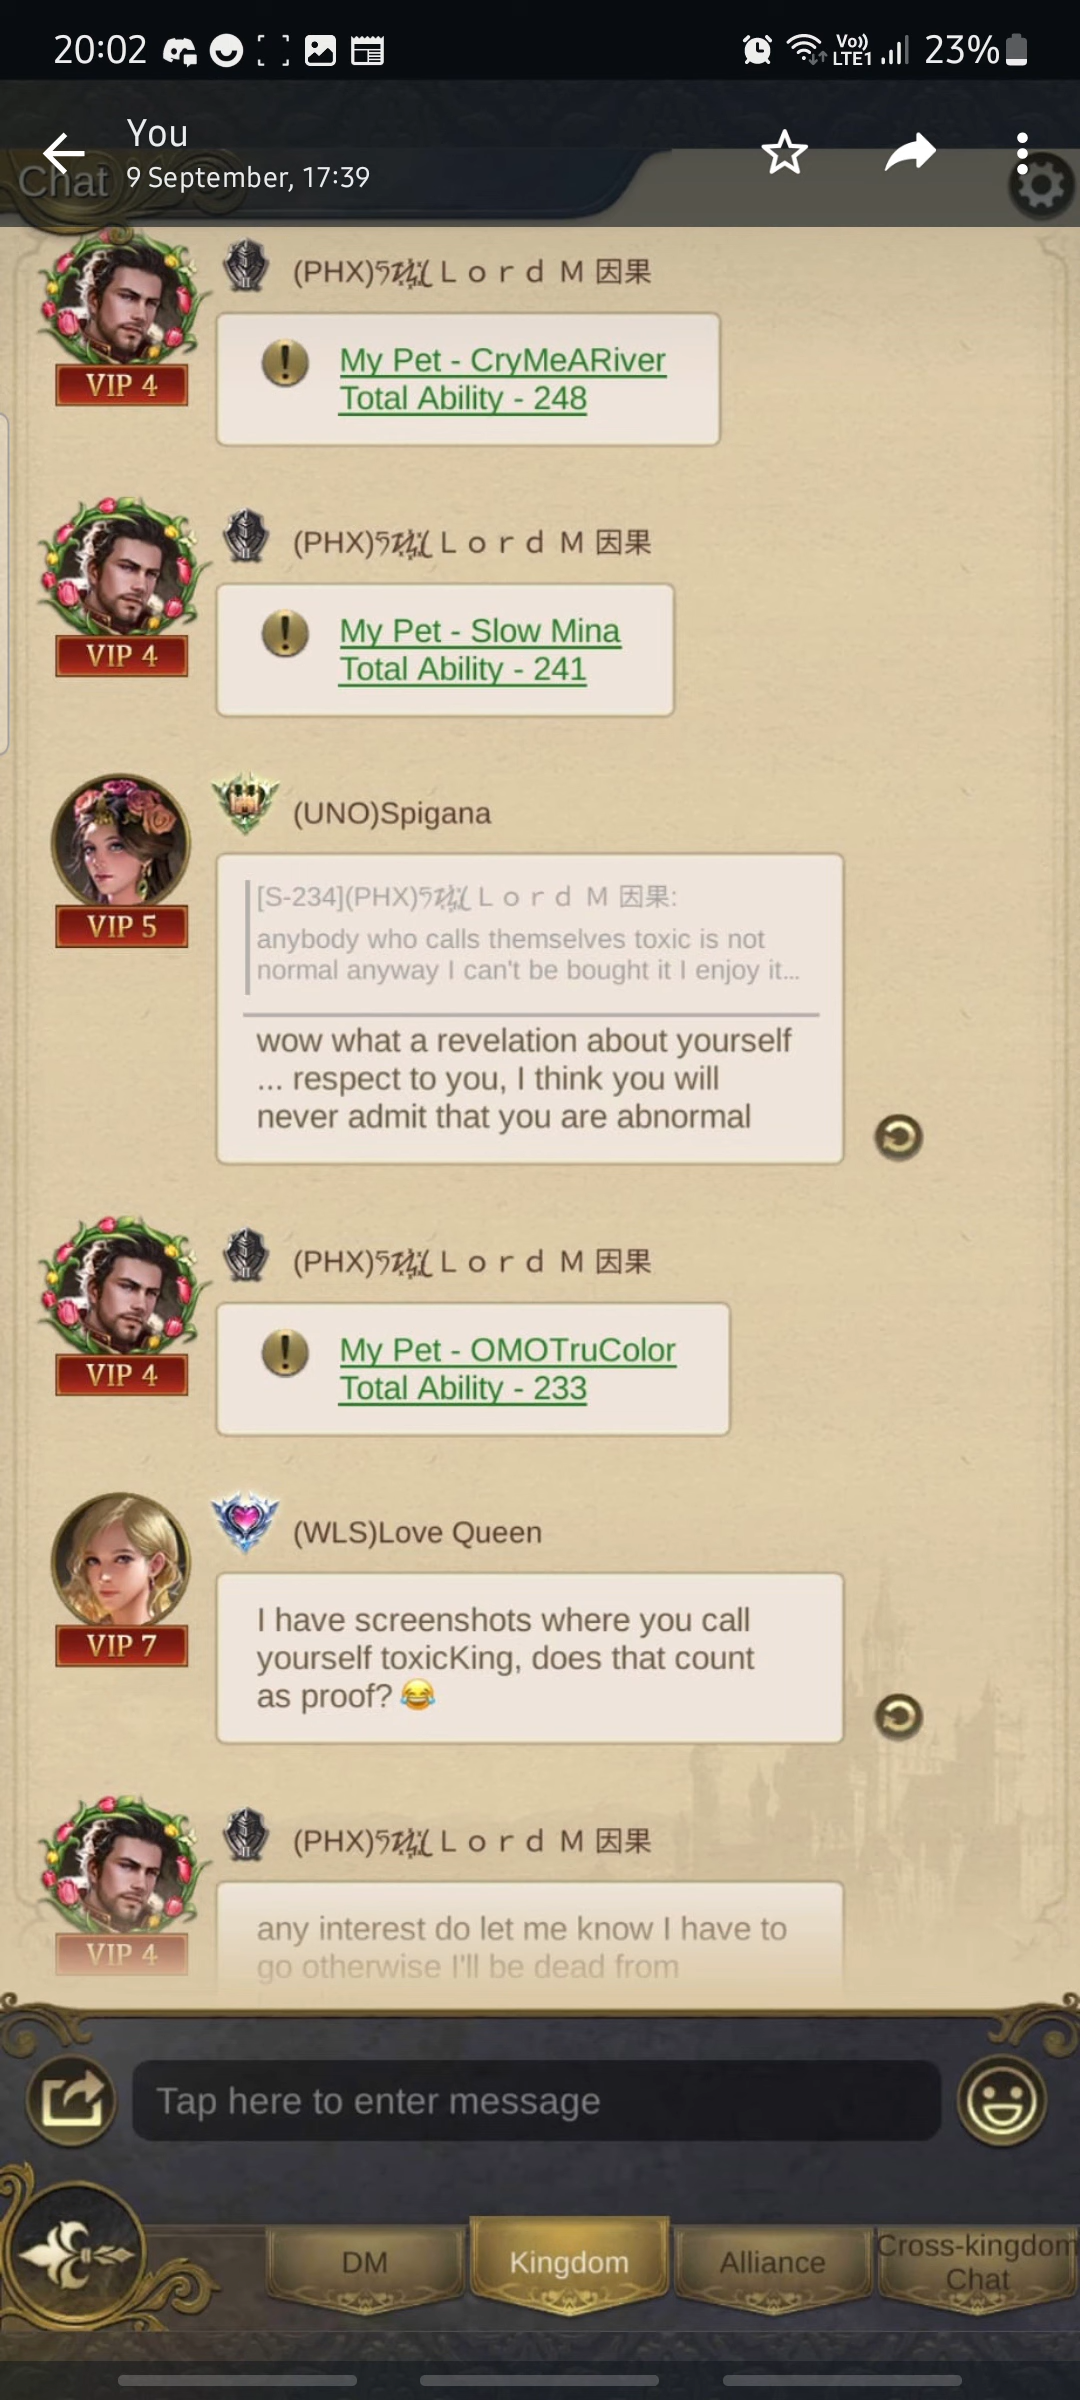 20:02
Vo))
LTE1
23%
You
9 September, 17:39
Chat
(PHX) L o r d M 因果
VIP 4
My Pet - CryMeARiver
Total Ability - 248
(PHX) L o r d M 因果
VIP 4
My Pet - Slow Mina
Total Ability - 241
(UNO)Spigana
VIP 5
[S-234](PHX) L o r d M 因果:
anybody who calls themselves toxic is not
normal anyway I can't be bought it I enjoy it...
wow what a revelation about yourself
... respect to you, I think you will
never admit that you are abnormal
(PHX) L o r d M 因果
VIP 4
My Pet - OMOTruColor
Total Ability - 233
(WLS)Love Queen
VIP 7
I have screenshots where you call
yourself toxicKing, does that count
as proof? 😂
(PHX) L o r d M 因果
VIP 4
any interest do let me know I have to
go otherwise I'll be dead from
Tap here to enter message
DM
Kingdom
Alliance
Cross-kingdom
Chat